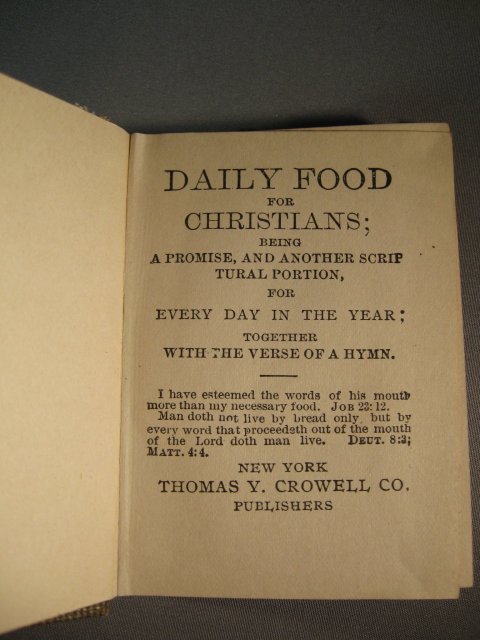 DAILY FOOD
FOR
CHRISTIANS;
BEING
A PROMISE, AND ANOTHER SCRIP
TURAL PORTION,
FOR
EVERY DAY IN THE YEAR;
TOGETHER
WITH THE VERSE OF A HYMN.
I have esteemed the words of his mouth
more than my necessary food. JOB 23:12.
Man doth not live by bread only, but by
every word that proceedeth out of the mouth
of the Lord doth man live. DEUT. 8:3;
MATT. 4:4.
NEW YORK
THOMAS Y. CROWELL CO.
PUBLISHERS